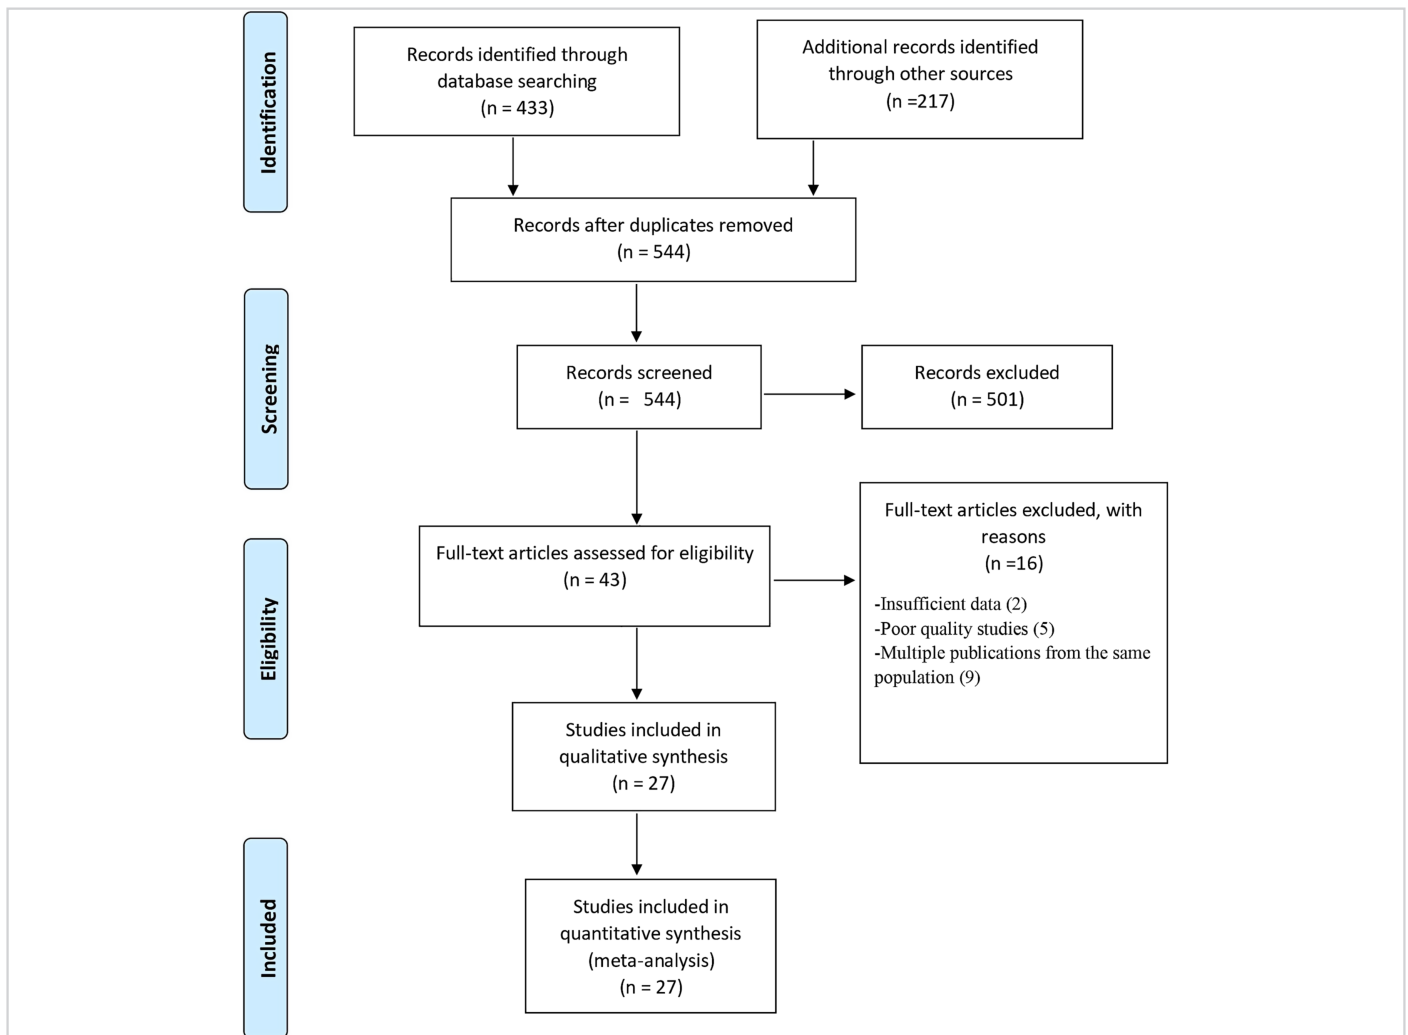 Identification
Records identified through
database searching
(n = 433)
Additional records identified
through other sources
(n =217)
Records after duplicates removed
(n = 544)
Screening
Records screened
(n =   544)
Records excluded
(n = 501)
Eligibility
Full-text articles assessed for eligibility
(n = 43)
Full-text articles excluded, with
reasons
(n =16)
-Insufficient data (2)
-Poor quality studies (5)
-Multiple publications from the same
population (9)
Studies included in
qualitative synthesis
(n = 27)
Included
Studies included in
quantitative synthesis
(meta-analysis)
(n = 27)